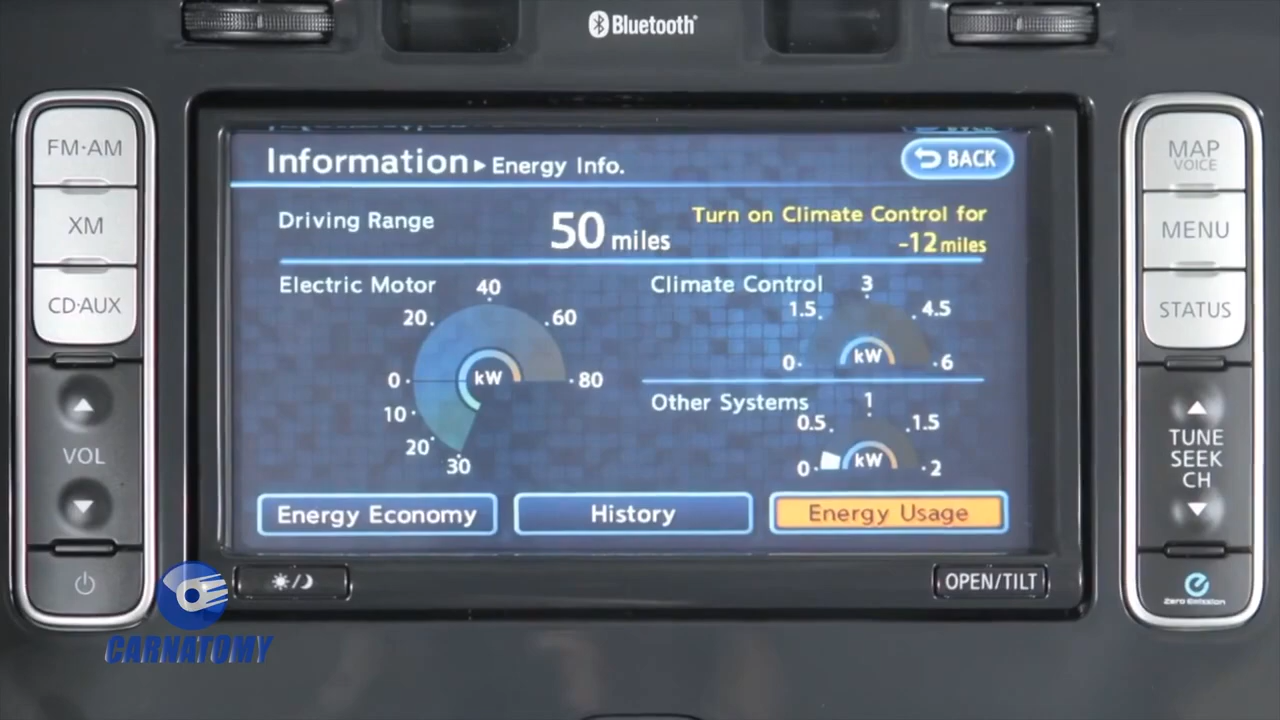 Bluetooth®
FM·AM
XM
CD·AUX
VOL
Information ▸ Energy Info.
BACK
Driving Range
50 miles
Turn on Climate Control for
-12 miles
Electric Motor
40
20
60
0
kW
80
10
20
30
Climate Control
3
1.5
4.5
0
kW
6
Other Systems
1
0.5
1.5
0
kW
2
Energy Economy
History
Energy Usage
OPEN/TILT
MAP
VOICE
MENU
STATUS
TUNE
SEEK
CH
Zero Emission
CARNATOMY